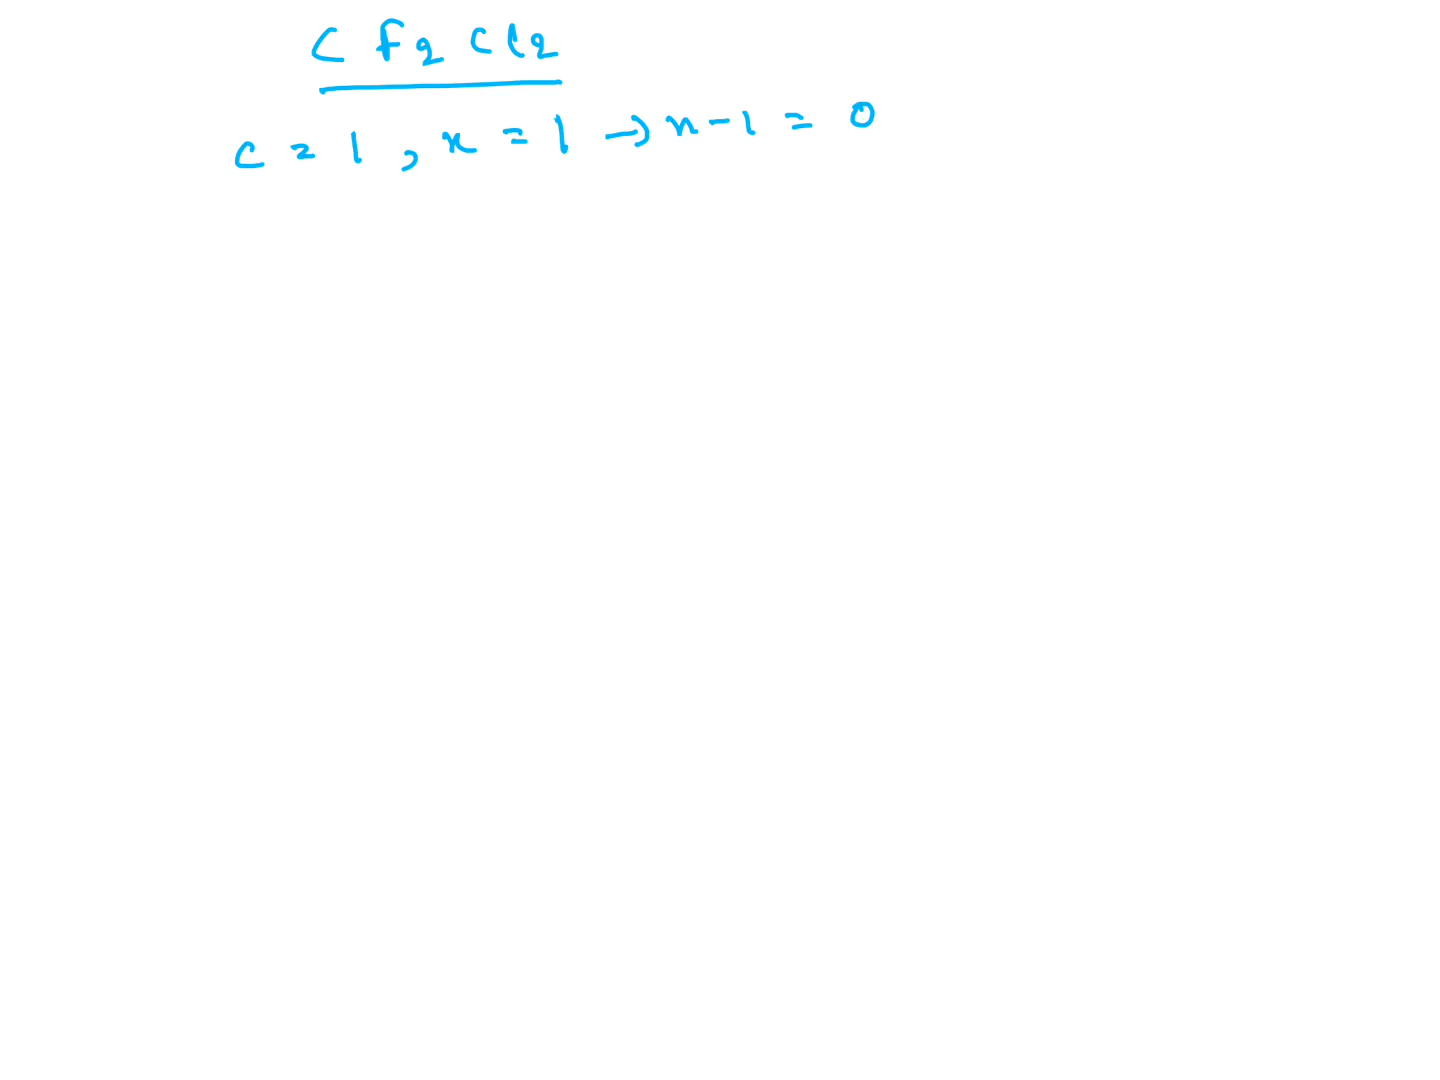 C F2 Cl2
C = 1 , n = 1 → n - 1 = 0